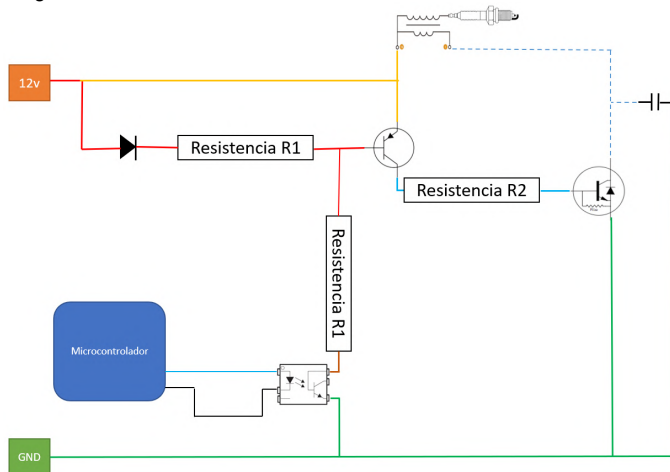 12v
Resistencia R1
Resistencia R2
Resistencia R1
Microcontrolador
GND